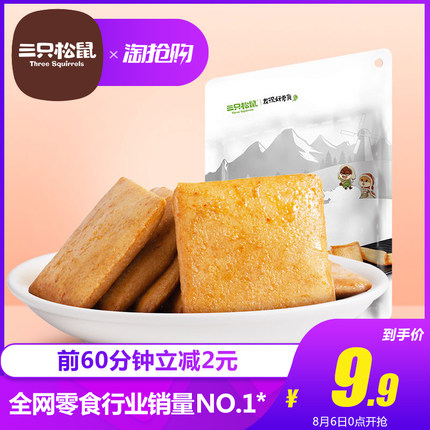 三只松鼠
Three Squirrels
× 淘抢购
三只松鼠
Three Squirrels
前60分钟立减2元
全网零食行业销量NO.1*
到手价
¥ 9.9
8月6日0点开抢